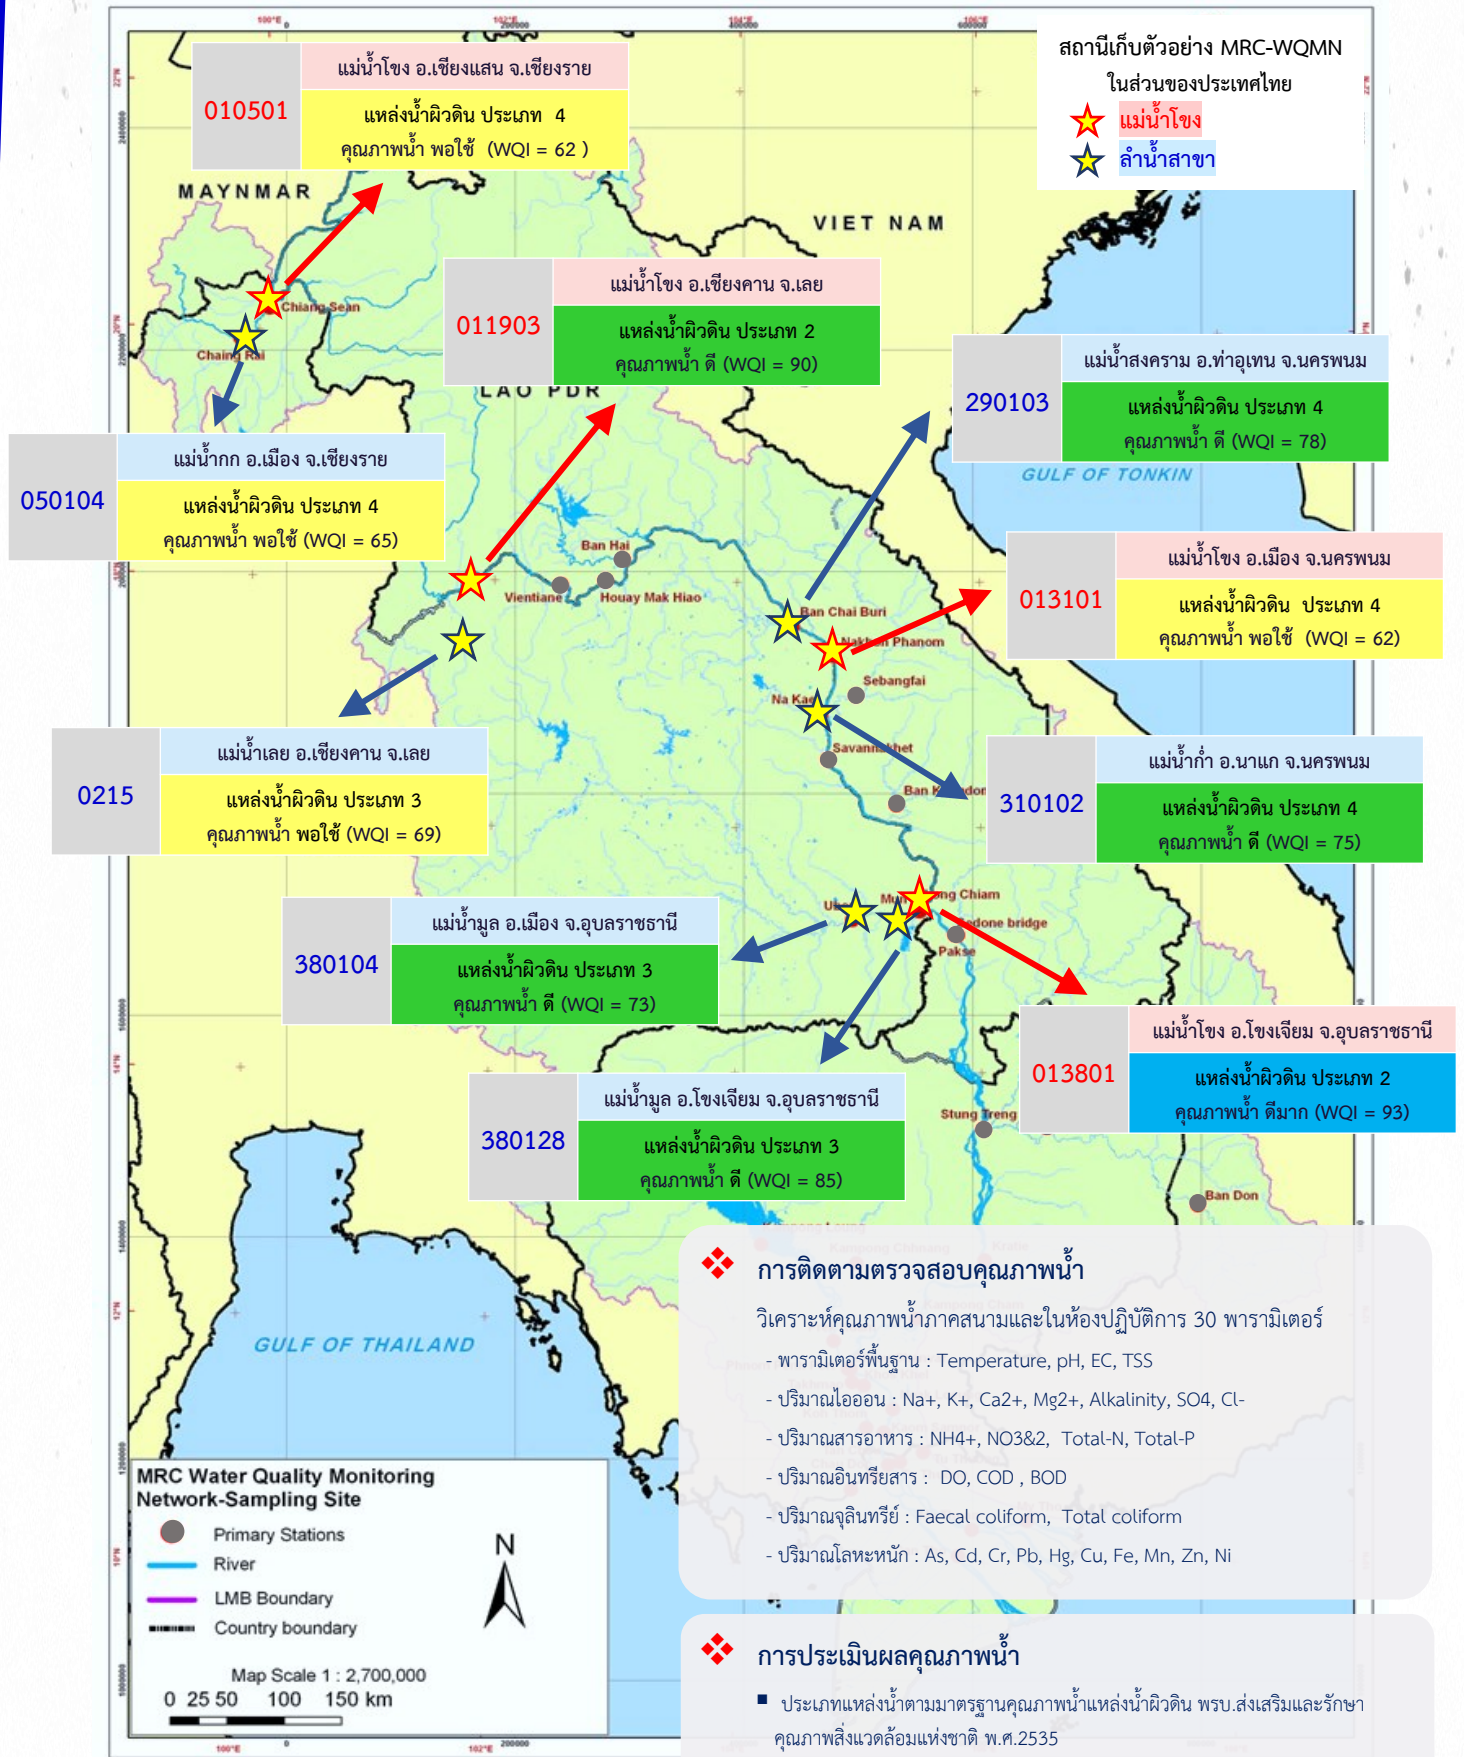 สถานีเก็บตัวอย่าง MRC-WQMN
ในส่วนของประเทศไทย
แม่น้ำโขง
ลำน้ำสาขา
100°E 0 102°E 200000 104°E 400000 106°E 600000
010501
แม่น้ำโขง อ.เชียงแสน จ.เชียงราย
แหล่งน้ำผิวดิน ประเภท 4
คุณภาพน้ำ พอใช้ (WQI = 62 )
MAYNMAR
VIET NAM
Chiang Sean
Chaing Rai
011903
แม่น้ำโขง อ.เชียงคาน จ.เลย
แหล่งน้ำผิวดิน ประเภท 2
คุณภาพน้ำ ดี (WQI = 90)
LAO PDR
290103
แม่น้ำสงคราม อ.ท่าอุเทน จ.นครพนม
แหล่งน้ำผิวดิน ประเภท 4
คุณภาพน้ำ ดี (WQI = 78)
GULF OF TONKIN
050104
แม่น้ำกก อ.เมือง จ.เชียงราย
แหล่งน้ำผิวดิน ประเภท 4
คุณภาพน้ำ พอใช้ (WQI = 65)
Ban Hai
Vientiane
Houay Mak Hiao
013101
แม่น้ำโขง อ.เมือง จ.นครพนม
แหล่งน้ำผิวดิน ประเภท 4
คุณภาพน้ำ พอใช้ (WQI = 62)
Ban Chai Buri
Nakhon Phanom
Sebangfai
Na Kae
Savannakhet
0215
แม่น้ำเลย อ.เชียงคาน จ.เลย
แหล่งน้ำผิวดิน ประเภท 3
คุณภาพน้ำ พอใช้ (WQI = 69)
310102
แม่น้ำก่ำ อ.นาแก จ.นครพนม
แหล่งน้ำผิวดิน ประเภท 4
คุณภาพน้ำ ดี (WQI = 75)
380104
แม่น้ำมูล อ.เมือง จ.อุบลราชธานี
แหล่งน้ำผิวดิน ประเภท 3
คุณภาพน้ำ ดี (WQI = 73)
Pakse
013801
แม่น้ำโขง อ.โขงเจียม จ.อุบลราชธานี
แหล่งน้ำผิวดิน ประเภท 2
คุณภาพน้ำ ดีมาก (WQI = 93)
380128
แม่น้ำมูล อ.โขงเจียม จ.อุบลราชธานี
แหล่งน้ำผิวดิน ประเภท 3
คุณภาพน้ำ ดี (WQI = 85)
Stung Treng
Ban Don
GULF OF THAILAND
การติดตามตรวจสอบคุณภาพน้ำ
วิเคราะห์คุณภาพน้ำภาคสนามและในห้องปฏิบัติการ 30 พารามิเตอร์
- พารามิเตอร์พื้นฐาน : Temperature, pH, EC, TSS
- ปริมาณไอออน : Na+, K+, Ca2+, Mg2+, Alkalinity, SO4, Cl-
- ปริมาณสารอาหาร : NH4+, NO3&2, Total-N, Total-P
- ปริมาณอินทรียสาร : DO, COD , BOD
- ปริมาณจุลินทรีย์ : Faecal coliform, Total coliform
- ปริมาณโลหะหนัก : As, Cd, Cr, Pb, Hg, Cu, Fe, Mn, Zn, Ni
MRC Water Quality Monitoring
Network-Sampling Site
Primary Stations
River
LMB Boundary
Country boundary
N
Map Scale 1 : 2,700,000
0 25 50 100 150 km
การประเมินผลคุณภาพน้ำ
■ ประเภทแหล่งน้ำตามมาตรฐานคุณภาพน้ำแหล่งน้ำผิวดิน พรบ.ส่งเสริมและรักษา
คุณภาพสิ่งแวดล้อมแห่งชาติ พ.ศ.2535
100°E 0 102°E 200000